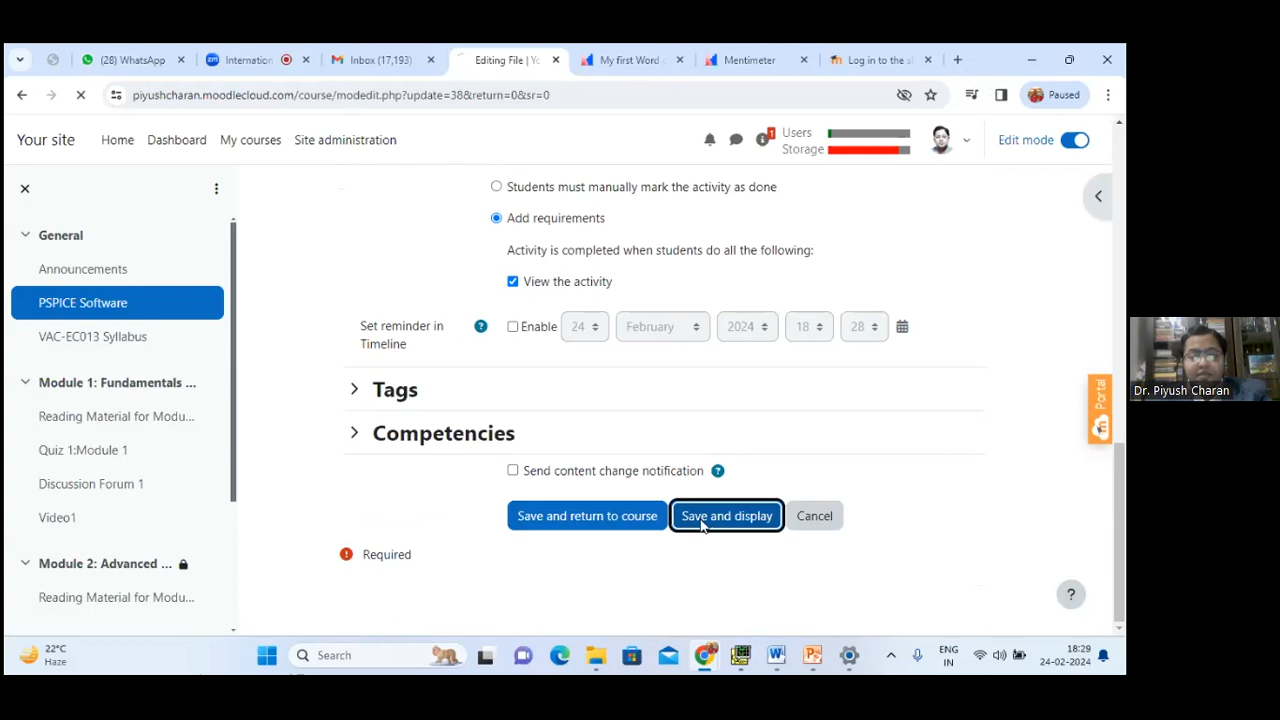 (28) WhatsApp
Internation
Inbox (17,193)
Editing File | Yo
My first Word
Mentimeter
Log in to the si
piyushcharan.moodlecloud.com/course/modedit.php?update=38&return=0&sr=0
Paused
Your site
Home
Dashboard
My courses
Site administration
1
Users
Storage
Edit mode
General
Announcements
PSPICE Software
VAC-EC013 Syllabus
Module 1: Fundamentals ...
Reading Material for Modu...
Quiz 1:Module 1
Discussion Forum 1
Video1
Module 2: Advanced ...
Reading Material for Modu...
Students must manually mark the activity as done
Add requirements
Activity is completed when students do all the following:
View the activity
Set reminder in
Timeline
?
Enable
24
February
2024
18
28
Tags
Competencies
Send content change notification
?
Save and return to course
Save and display
Cancel
Required
?
Portal
Dr. Piyush Charan
22°C
Haze
Search
ENG
IN
18:29
24-02-2024